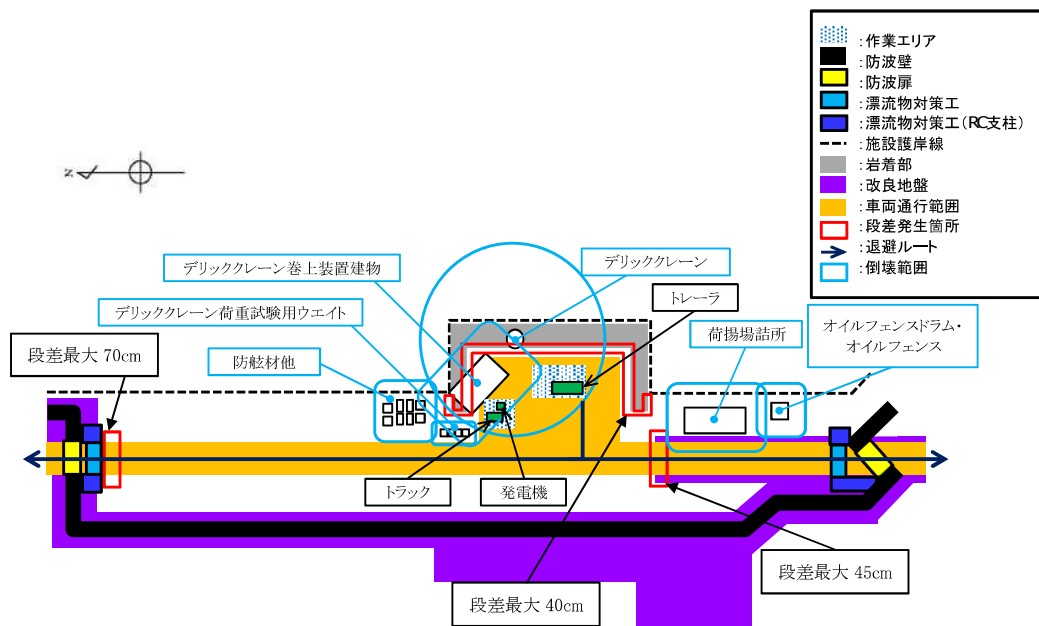 ：作業エリア
：防波壁
：防波扉
：漂流物対策工
：漂流物対策工（RC支柱）
：施設護岸線
：岩着部
：改良地盤
：車両通行範囲
：段差発生箇所
：退避ルート
：倒壊範囲
N
デリッククレーン巻上装置建物
デリッククレーン
トレーラ
デリッククレーン荷重試験用ウエイト
荷揚場詰所
オイルフェンスドラム・
オイルフェンス
段差最大 70cm
防舷材他
トラック
発電機
段差最大 40cm
段差最大 45cm